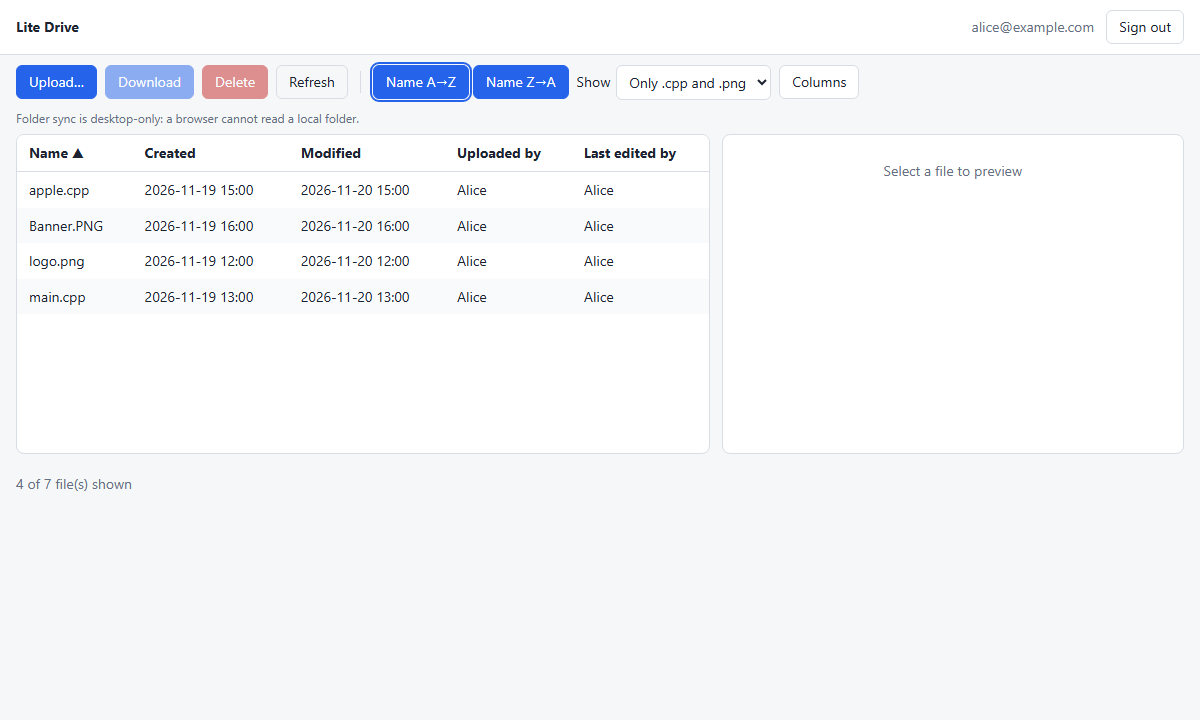 Lite Drive alice@example.com Sign out
Upload... Download Delete Refresh Name A→Z Name Z→A Show Only .cpp and .png Columns
Folder sync is desktop-only: a browser cannot read a local folder.
Name ▲ Created Modified Uploaded by Last edited by
apple.cpp 2026-11-19 15:00 2026-11-20 15:00 Alice Alice
Banner.PNG 2026-11-19 16:00 2026-11-20 16:00 Alice Alice
logo.png 2026-11-19 12:00 2026-11-20 12:00 Alice Alice
main.cpp 2026-11-19 13:00 2026-11-20 13:00 Alice Alice
Select a file to preview
4 of 7 file(s) shown